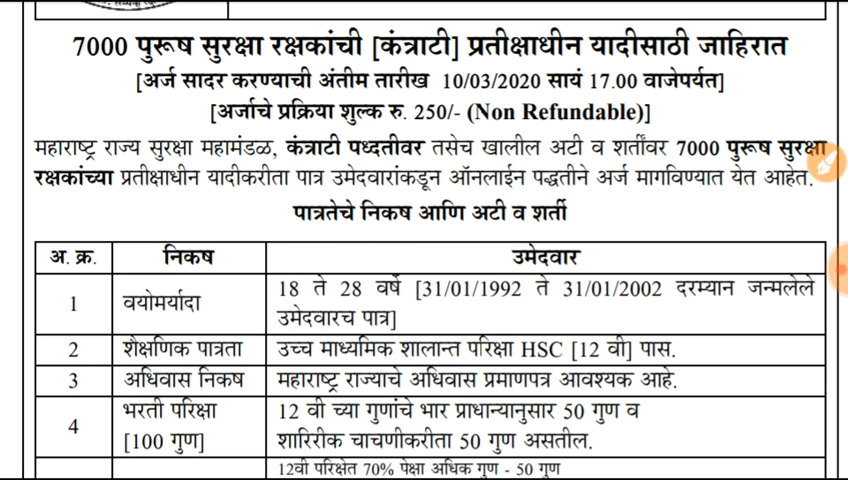 7000 पुरूष सुरक्षा रक्षकांची [कंत्राटी] प्रतीक्षाधीन यादीसाठी जाहिरात
[अर्ज सादर करण्याची अंतीम तारीख 10/03/2020 सायं 17.00 वाजेपर्यंत]
[अर्जाचे प्रक्रिया शुल्क रु. 250/- (Non Refundable)]
महाराष्ट्र राज्य सुरक्षा महामंडळ, कंत्राटी पध्दतीवर तसेच खालील अटी व शर्तींवर 7000 पुरूष सुरक्षा
रक्षकांच्या प्रतीक्षाधीन यादीकरीता पात्र उमेदवारांकडून ऑनलाईन पद्धतीने अर्ज मागविण्यात येत आहेत.
पात्रतेचे निकष आणि अटी व शर्ती
अ. क्र. निकष उमेदवार
1 वयोमर्यादा 18 ते 28 वर्षे [31/01/1992 ते 31/01/2002 दरम्यान जन्मलेले
उमेदवारच पात्र]
2 शैक्षणिक पात्रता उच्च माध्यमिक शालान्त परिक्षा HSC [12 वी] पास.
3 अधिवास निकष महाराष्ट्र राज्याचे अधिवास प्रमाणपत्र आवश्यक आहे.
4 भरती परिक्षा 12 वी च्या गुणांचे भार प्राधान्यानुसार 50 गुण व
[100 गुण] शारिरीक चाचणीकरीता 50 गुण असतील.
12वी परिक्षेत 70% पेक्षा अधिक गुण - 50 गुण